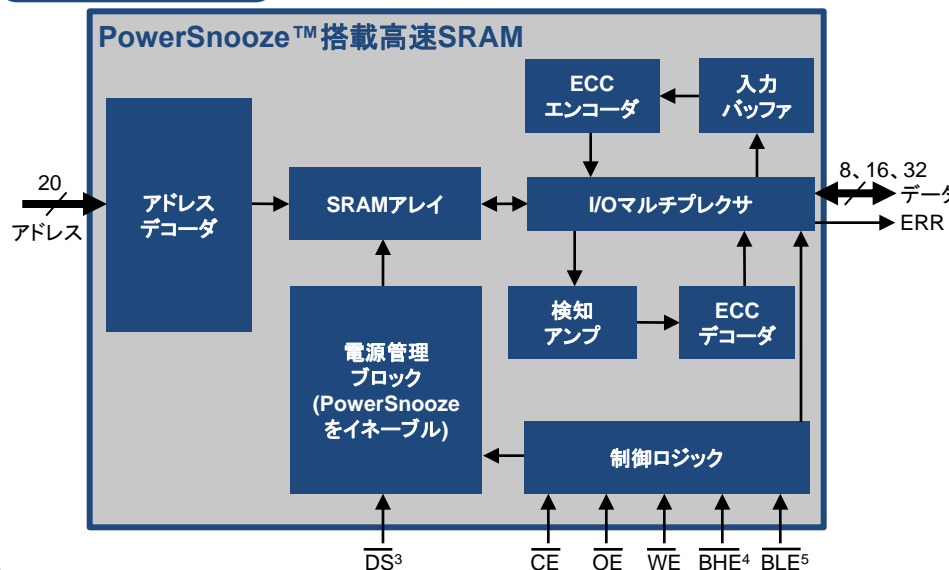 PowerSnooze™搭載高速SRAM
ECC
エンコーダ
入力
バッファ
20
アドレス
アドレス
デコーダ
SRAMアレイ
I/Oマルチプレクサ
8、16、32
データ
ERR
検知
アンプ
ECC
デコーダ
電源管理
ブロック
(PowerSnooze
をイネーブル)
制御ロジック
DS³
CE
OE
WE
BHE⁴
BLE⁵